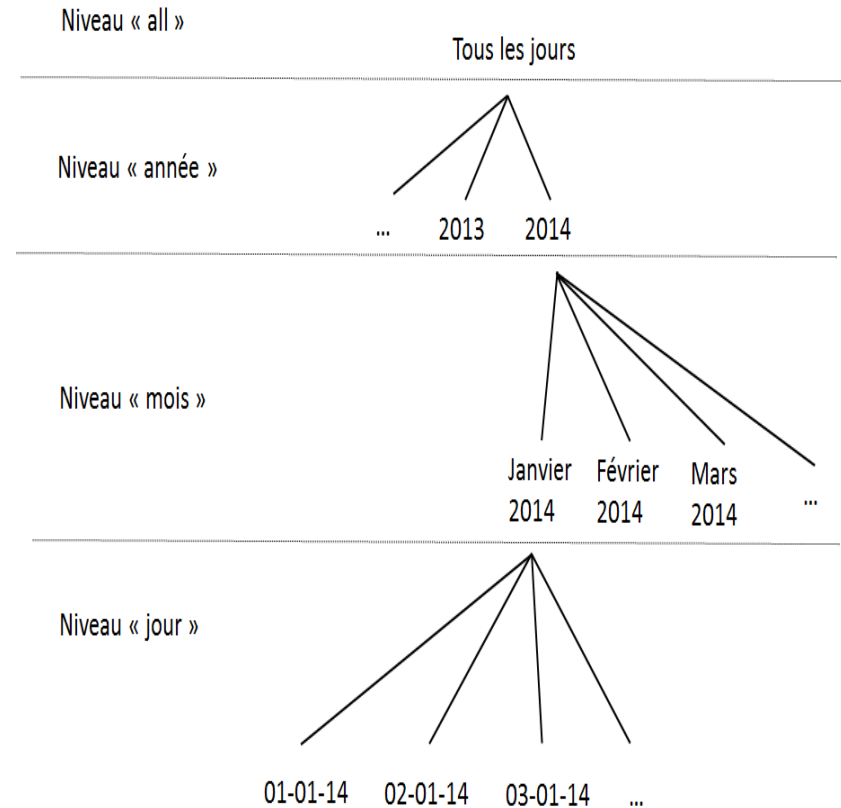 Niveau « all »
Tous les jours
Niveau « année »
... 2013 2014
Niveau « mois »
Janvier Février Mars
2014 2014 2014 ...
Niveau « jour »
01-01-14 02-01-14 03-01-14 ...